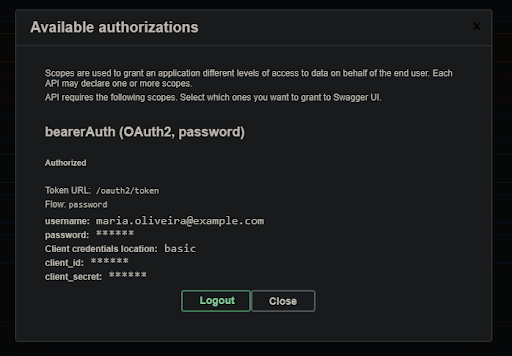 Available authorizations
×
Scopes are used to grant an application different levels of access to data on behalf of the end user. Each
API may declare one or more scopes.
API requires the following scopes. Select which ones you want to grant to Swagger UI.
bearerAuth (OAuth2, password)
Authorized
Token URL: /oauth2/token
Flow: password
username: maria.oliveira@example.com
password: ******
Client credentials location: basic
client_id: ******
client_secret: ******
Logout Close